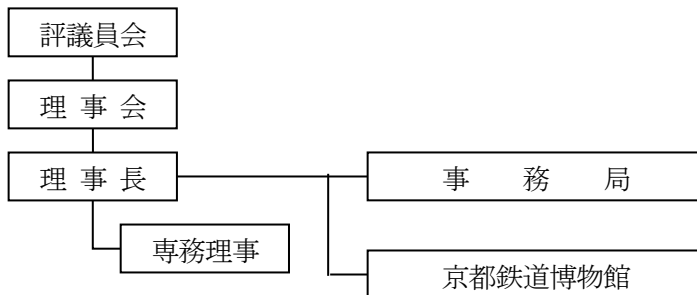 評議員会
理 事 会
理 事 長
事 務 局
専務理事
京都鉄道博物館